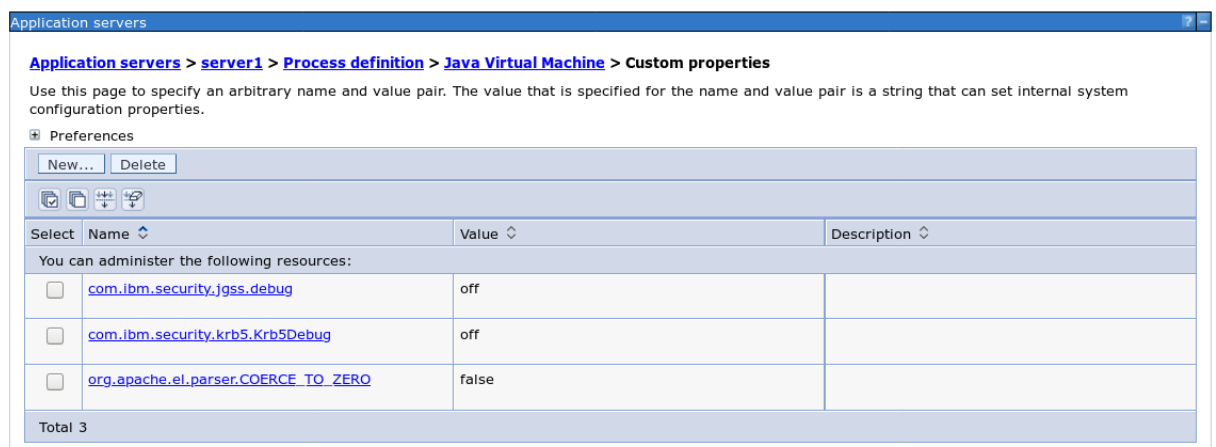 Application servers ? –
Application servers > server1 > Process definition > Java Virtual Machine > Custom properties
Use this page to specify an arbitrary name and value pair. The value that is specified for the name and value pair is a string that can set internal system
configuration properties.
Preferences
New... Delete
Select Name Value Description
You can administer the following resources:
com.ibm.security.jgss.debug off
com.ibm.security.krb5.Krb5Debug off
org.apache.el.parser.COERCE_TO_ZERO false
Total 3